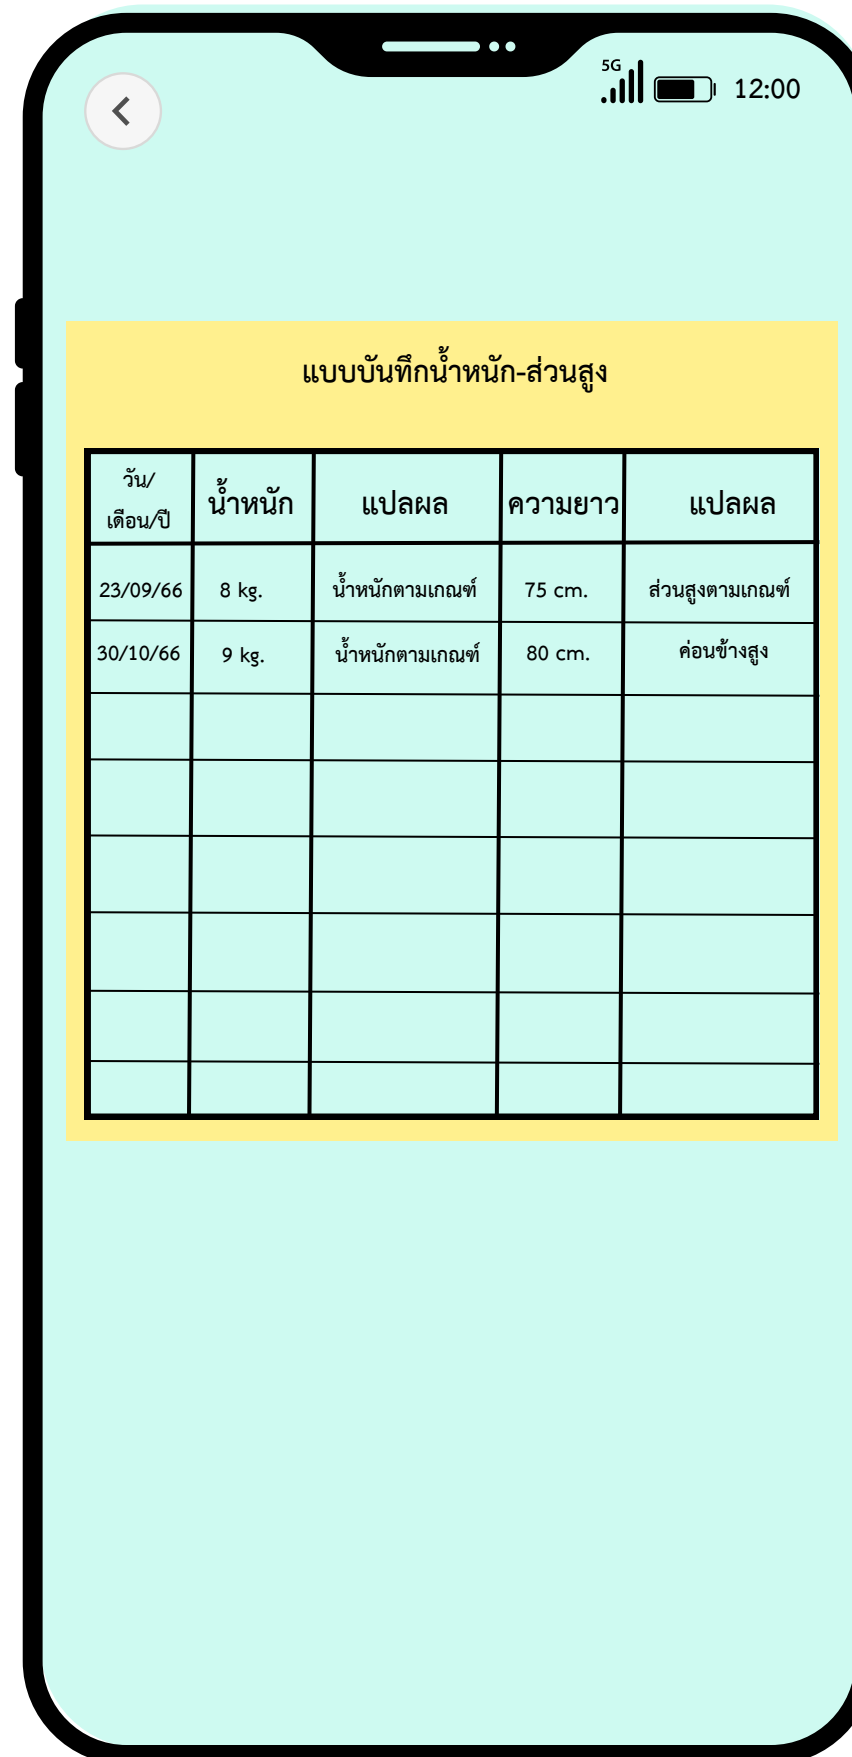 5G
12:00
แบบบันทึกน้ำหนัก-ส่วนสูง
วัน/
เดือน/ปี
น้ำหนัก
แปลผล
ความยาว
แปลผล
23/09/66
8 kg.
น้ำหนักตามเกณฑ์
75 cm.
ส่วนสูงตามเกณฑ์
30/10/66
9 kg.
น้ำหนักตามเกณฑ์
80 cm.
ค่อนข้างสูง